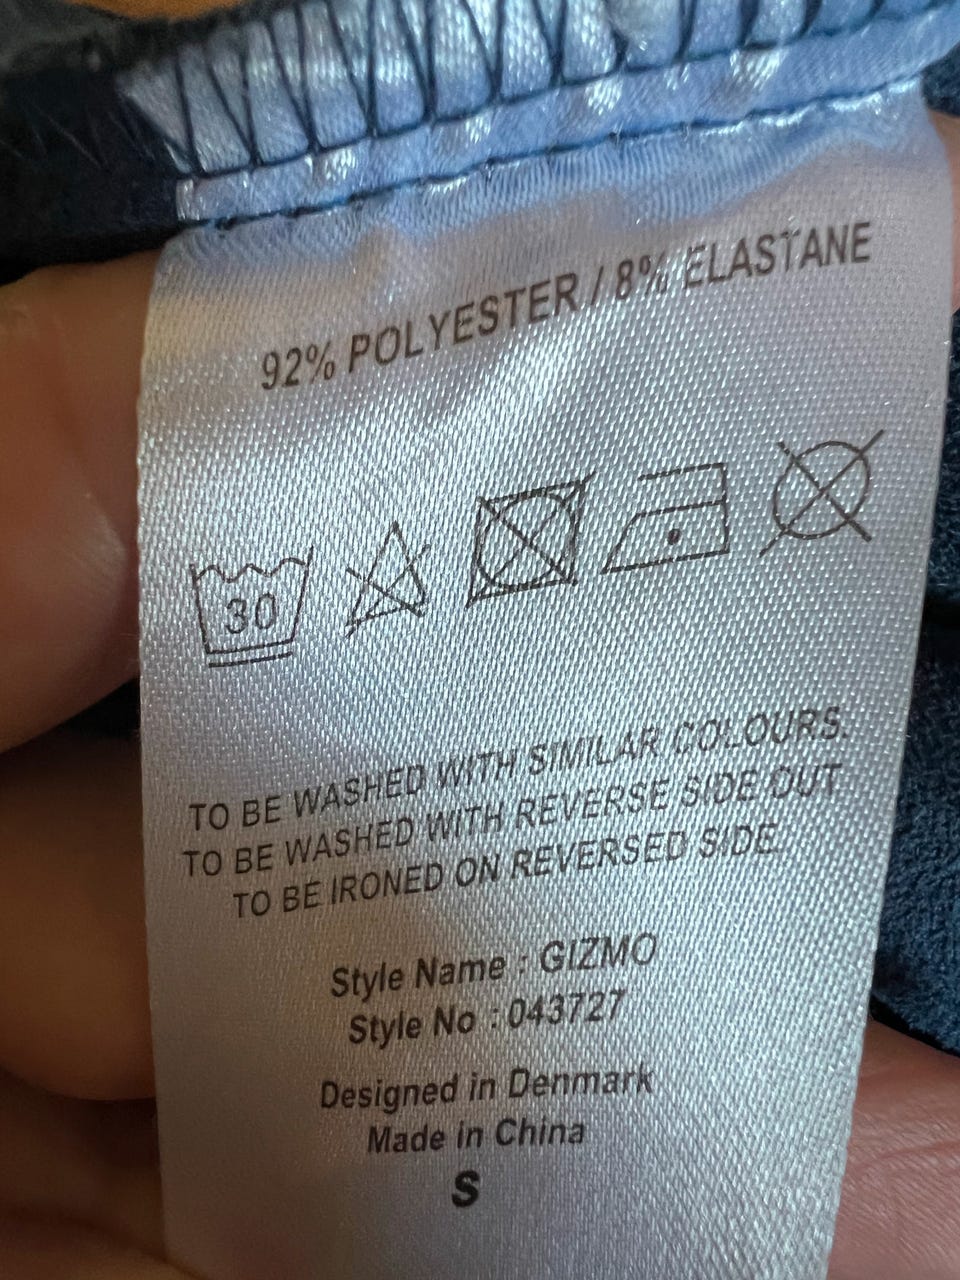 92% POLYESTER / 8% ELASTANE
30
TO BE WASHED WITH SIMILAR COLOURS.
TO BE WASHED WITH REVERSE SIDE OUT
TO BE IRONED ON REVERSED SIDE.
Style Name : GIZMO
Style No : 043727
Designed in Denmark
Made in China
S